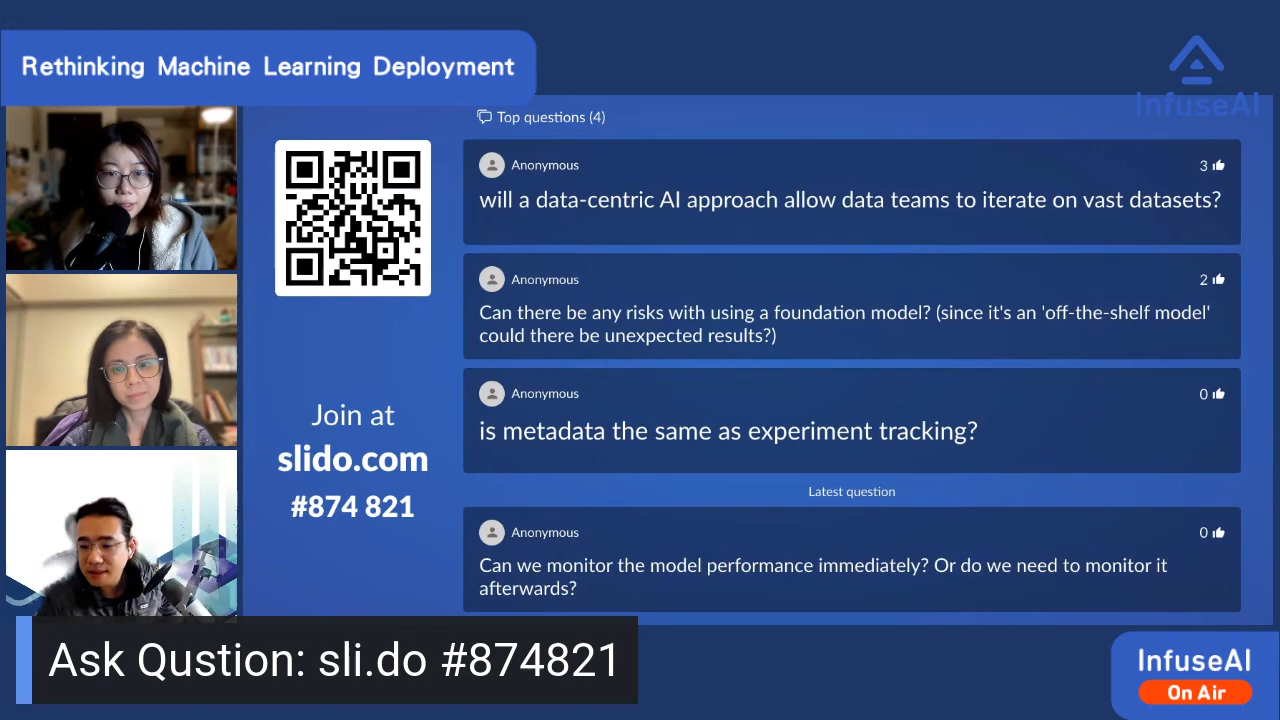 Rethinking Machine Learning Deployment
InfuseAI
Top questions (4)
Anonymous
3
will a data-centric AI approach allow data teams to iterate on vast datasets?
Anonymous
2
Can there be any risks with using a foundation model? (since it's an 'off-the-shelf model'
could there be unexpected results?)
Anonymous
0
is metadata the same as experiment tracking?
Latest question
Anonymous
0
Can we monitor the model performance immediately? Or do we need to monitor it
afterwards?
Join at
slido.com
#874 821
Ask Qustion: sli.do #874821
InfuseAI
On Air